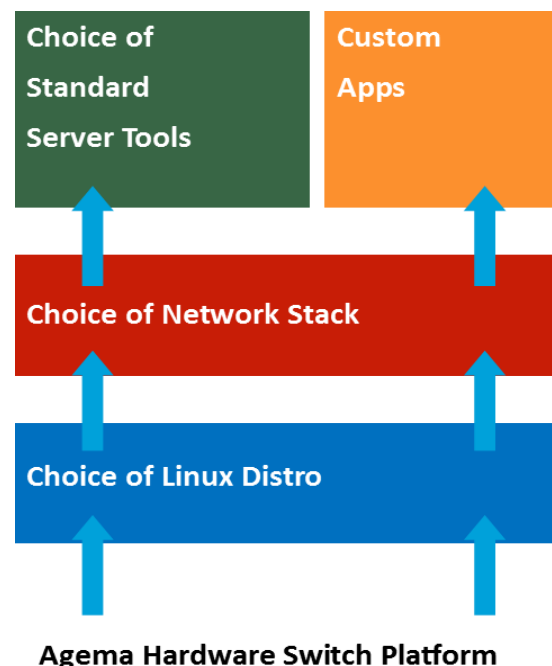 Choice of
Standard
Server Tools
Custom
Apps
Choice of Network Stack
Choice of Linux Distro
Agema Hardware Switch Platform